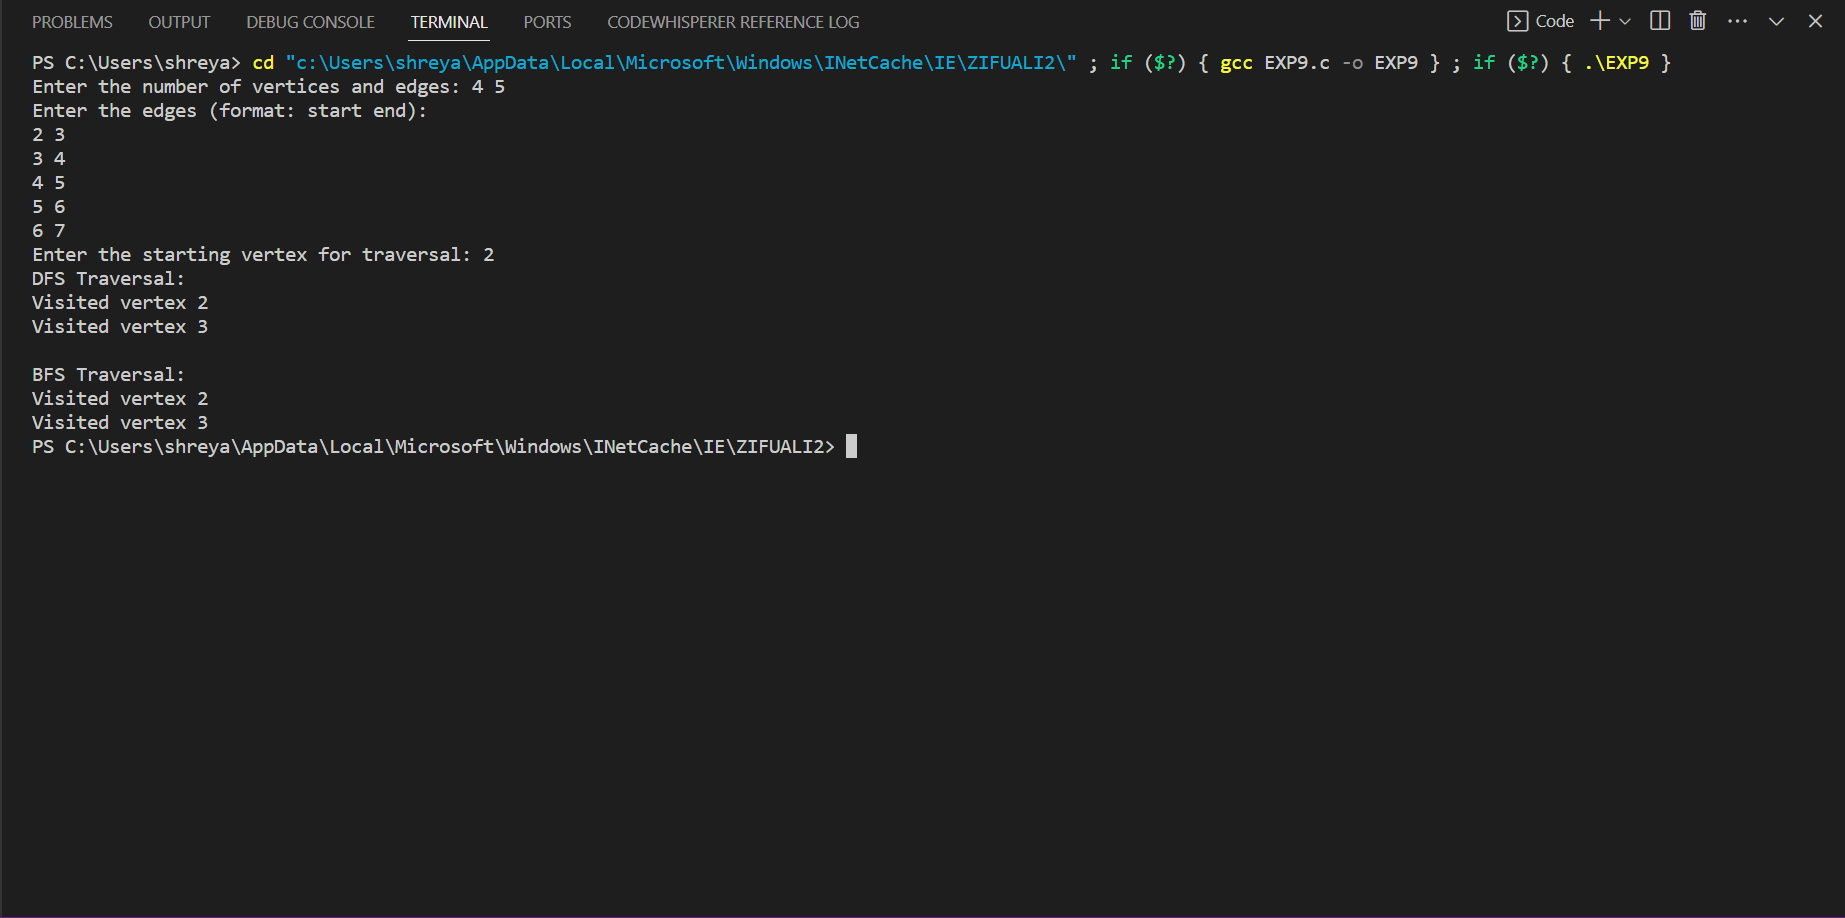 PROBLEMS OUTPUT DEBUG CONSOLE TERMINAL PORTS CODEWHISPERER REFERENCE LOG Code
PS C:\Users\shreya> cd "c:\Users\shreya\AppData\Local\Microsoft\Windows\INetCache\IE\ZIFUALI2\" ; if ($?) { gcc EXP9.c -o EXP9 } ; if ($?) { .\EXP9 }
Enter the number of vertices and edges: 4 5
Enter the edges (format: start end):
2 3
3 4
4 5
5 6
6 7
Enter the starting vertex for traversal: 2
DFS Traversal:
Visited vertex 2
Visited vertex 3
BFS Traversal:
Visited vertex 2
Visited vertex 3
PS C:\Users\shreya\AppData\Local\Microsoft\Windows\INetCache\IE\ZIFUALI2>